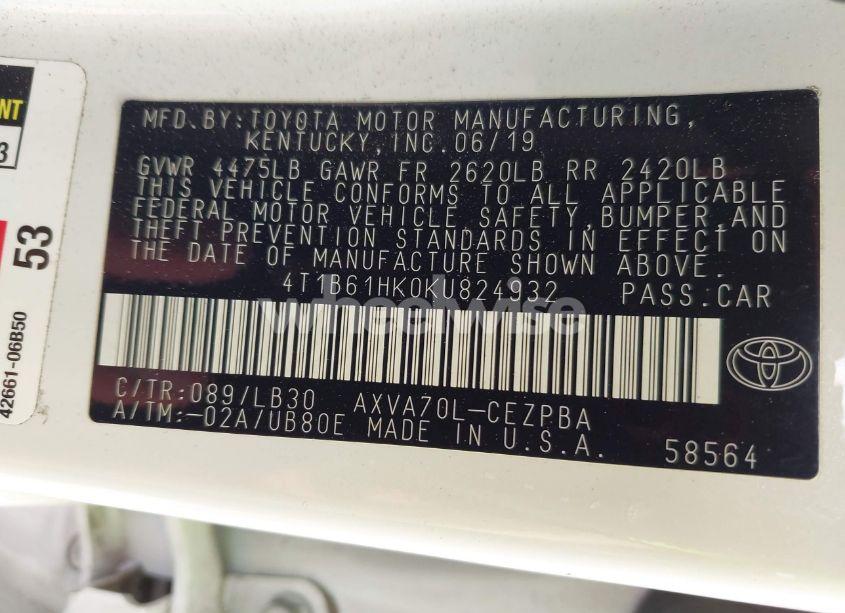 NT
3
53
42661-06B50
MFD.BY:TOYOTA MOTOR MANUFACTURING,
KENTUCKY,INC.06/19
GVWR 4475LB GAWR FR 2620LB RR 2420LB
THIS VEHICLE CONFORMS TO ALL APPLICABLE
FEDERAL MOTOR VEHICLE SAFETY,BUMPER,AND
THEFT PREVENTION STANDARDS IN EFFECT ON
THE DATE OF MANUFACTURE SHOWN ABOVE.
4T1B61HK0KU824932 PASS.CAR
wheelwise
C/TR:089/LB30 AXVA70L-CEZPBA
A/TM:-02A/UB80E MADE IN U.S.A.
58564